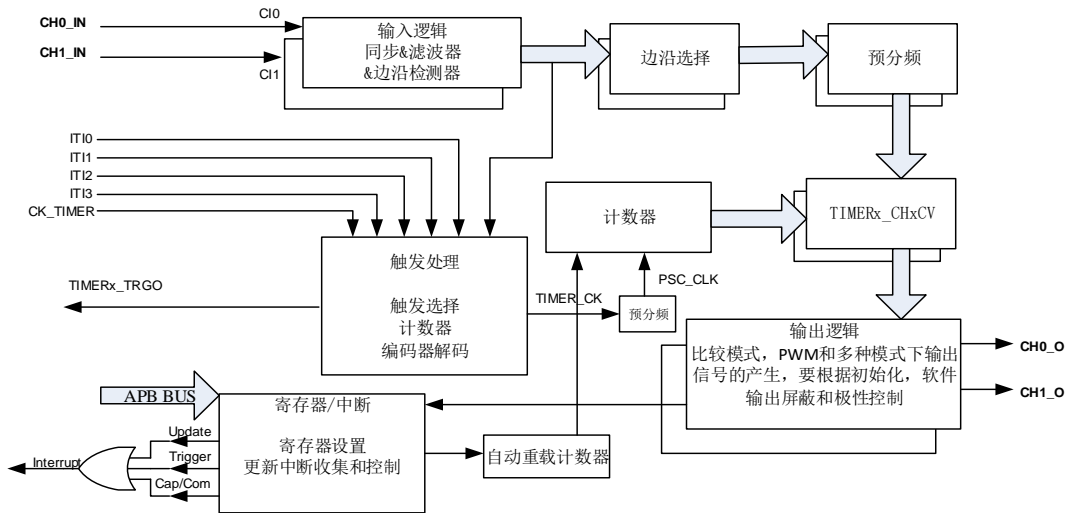 CH0_IN
CI0
CH1_IN
CI1
输入逻辑
同步&滤波器
&边沿检测器
边沿选择
预分频
ITI0
ITI1
ITI2
ITI3
CK_TIMER
计数器
TIMERx_CHxCV
触发处理
触发选择
计数器
编码器解码
TIMERx_TRGO
TIMER_CK
PSC_CLK
预分频
输出逻辑
比较模式，PWM和多种模式下输出
信号的产生，要根据初始化，软件
输出屏蔽和极性控制
CH0_O
CH1_O
APB BUS
寄存器/中断
寄存器设置
更新中断收集和控制
自动重载计数器
Update
Trigger
Cap/Com
Interrupt